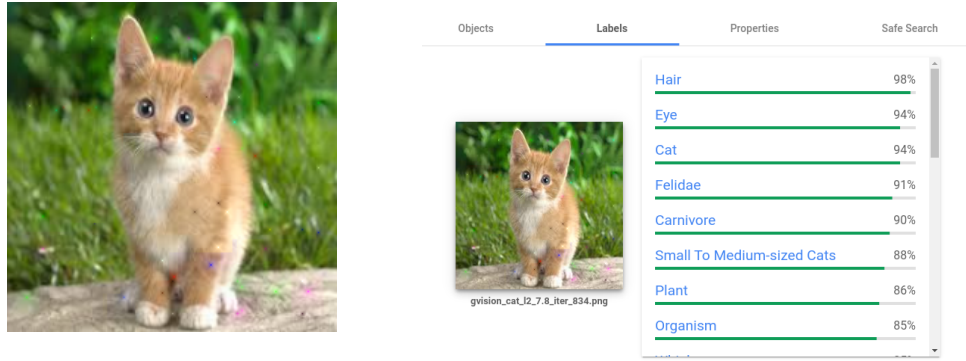 Objects Labels Properties Safe Search
Hair 98%
Eye 94%
Cat 94%
Felidae 91%
Carnivore 90%
Small To Medium-sized Cats 88%
Plant 86%
Organism 85%
gvision_cat_l2_7.8_iter_834.png